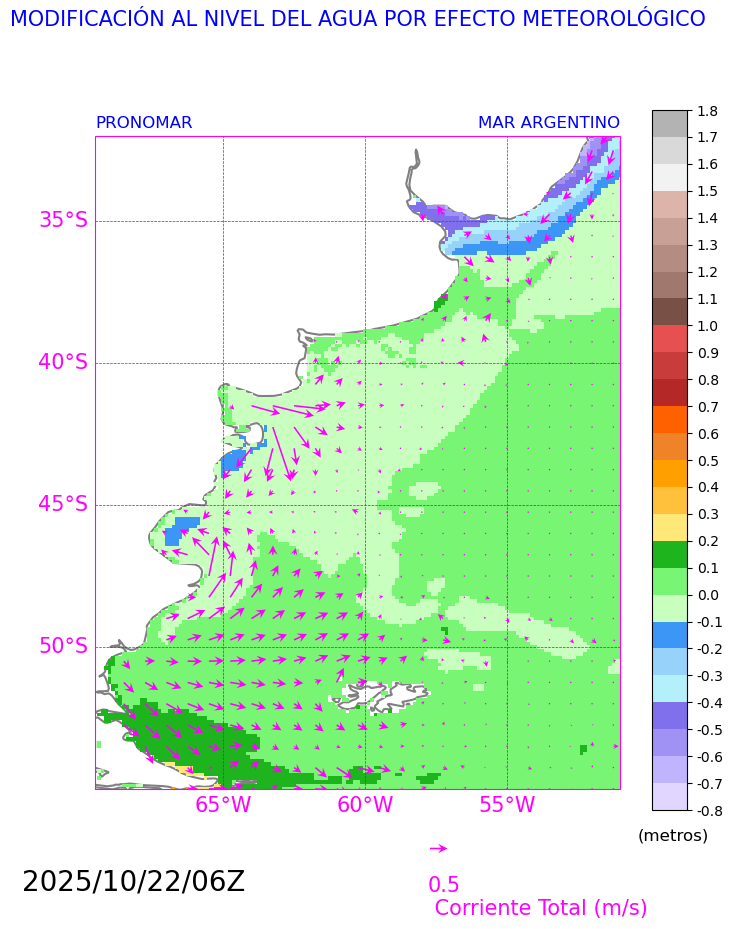 MODIFICACIÓN AL NIVEL DEL AGUA POR EFECTO METEOROLÓGICO
PRONOMAR MAR ARGENTINO
35°S
40°S
45°S
50°S
65°W 60°W 55°W
1.8
1.7
1.6
1.5
1.4
1.3
1.2
1.1
1.0
0.9
0.8
0.7
0.6
0.5
0.4
0.3
0.2
0.1
0.0
-0.1
-0.2
-0.3
-0.4
-0.5
-0.6
-0.7
-0.8
(metros)
2025/10/22/06Z
0.5
Corriente Total (m/s)